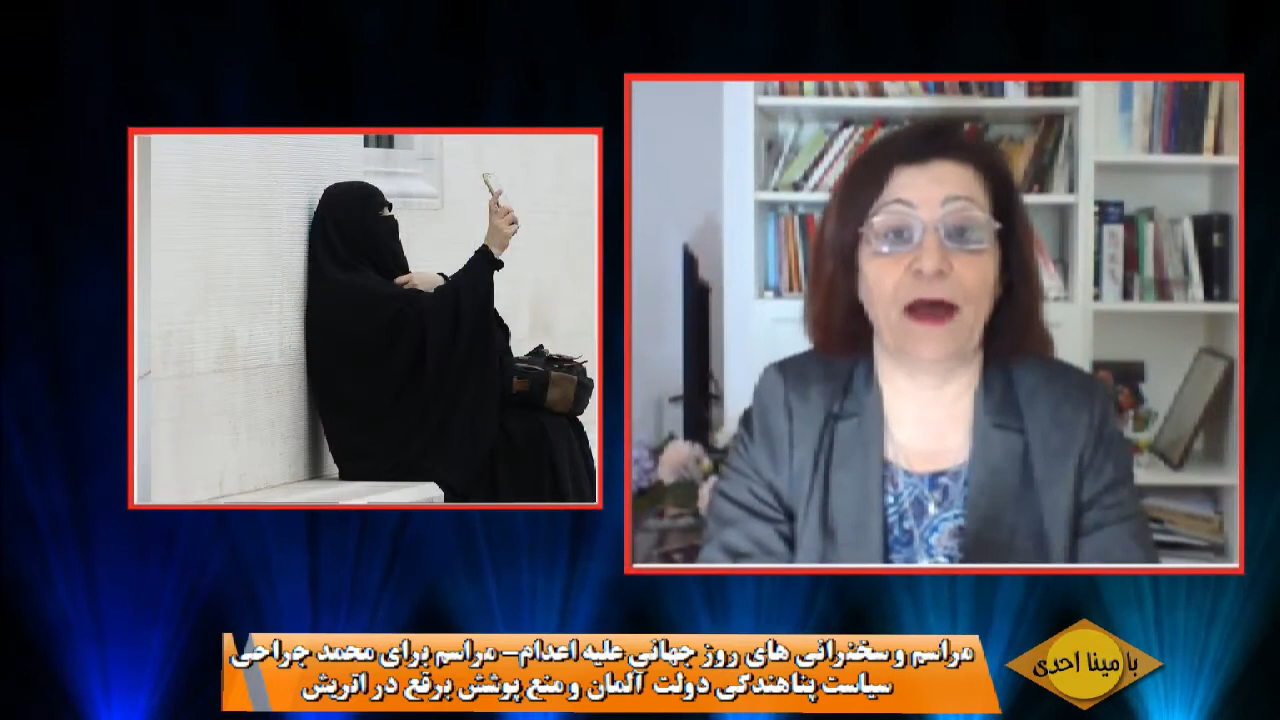 مراسم و سخنرانی های روز جهانی علیه اعدام- مراسم برای محمد جراحی
سیاست پناهندگی دولت آلمان و منع پوشش برقع در اتریش
با مینا احدی